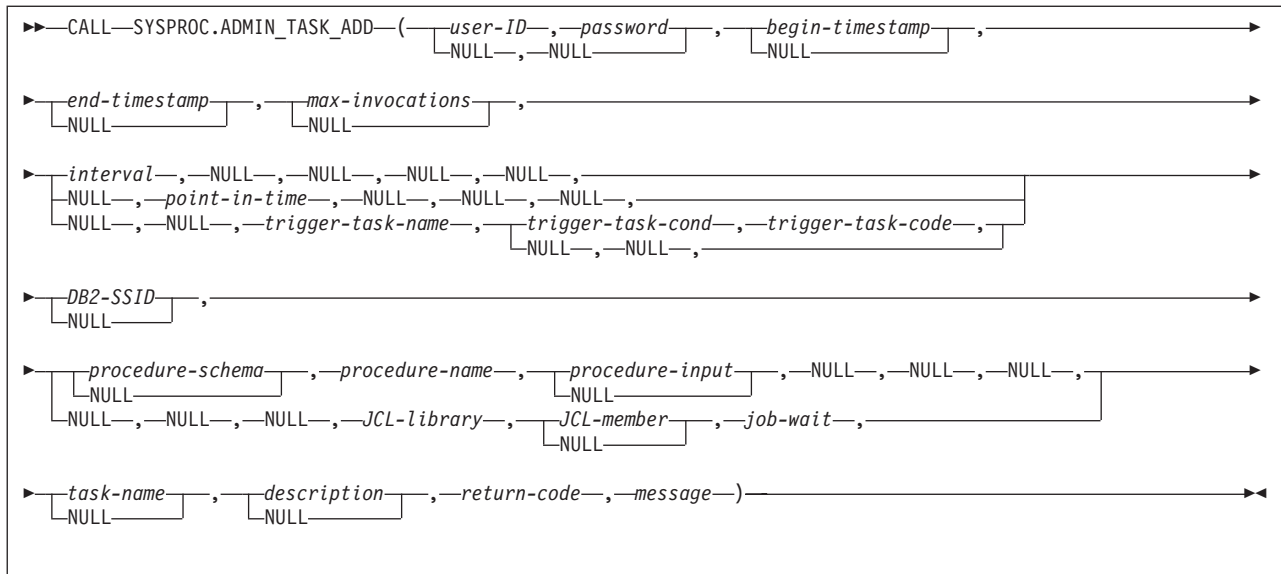 CALL SYSPROC.ADMIN_TASK_ADD ( user-ID , password , begin-timestamp ,
NULL , NULL NULL
end-timestamp , max-invocations ,
NULL NULL
interval , NULL , NULL , NULL , NULL ,
NULL , point-in-time , NULL , NULL , NULL ,
NULL , NULL , trigger-task-name , trigger-task-cond , trigger-task-code ,
NULL , NULL ,
DB2-SSID ,
NULL
procedure-schema , procedure-name , procedure-input , NULL , NULL , NULL ,
NULL NULL
NULL , NULL , NULL , JCL-library , JCL-member , job-wait ,
NULL
task-name , description , return-code , message )
NULL NULL